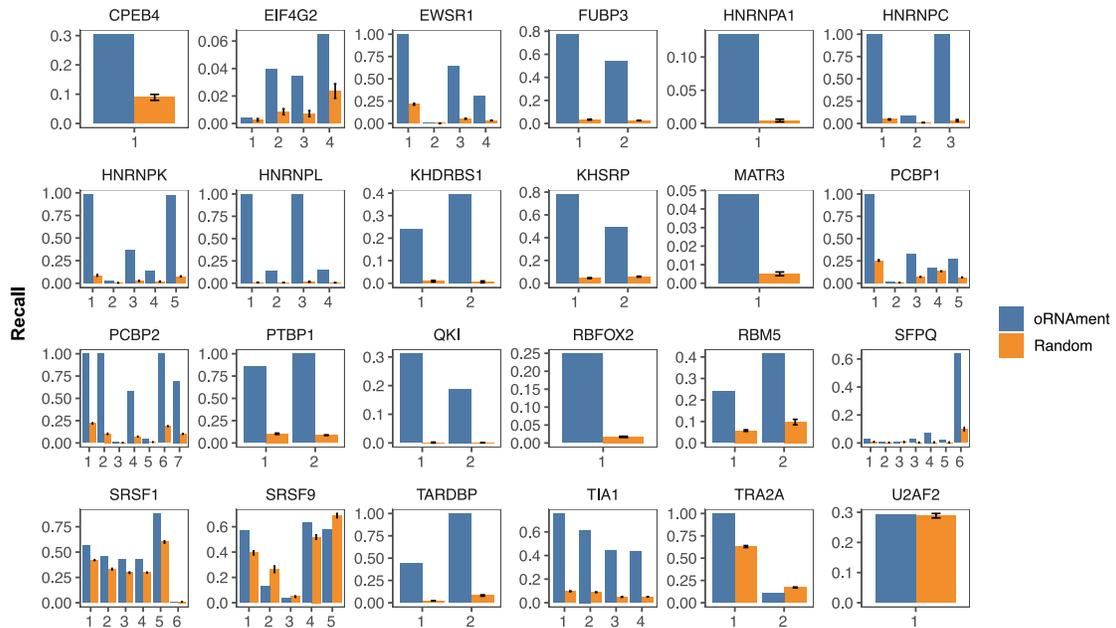 CPEB4 EIF4G2 EWSR1 FUBP3 HNRNPA1 HNRNPC
0.3 0.06 1.00 0.8 0.10 1.00
0.2 0.04 0.75 0.6 0.05 0.75
0.1 0.02 0.50 0.4 0.00 0.50
0.0 0.00 0.25 0.2 0.25
0.00 0.0 0.00
1 1 2 3 4 1 2 3 4 1 2 1 1 2 3
HNRNPK HNRNPL KHDRBS1 KHSRP MATR3 PCBP1
1.00 1.00 0.4 0.8 0.05 1.00
0.75 0.75 0.3 0.6 0.04 0.75
0.50 0.50 0.2 0.4 0.03 0.50
0.25 0.25 0.1 0.2 0.02 0.25
0.00 0.00 0.0 0.0 0.01 0.00
0.00
1 2 3 4 5 1 2 3 4 1 2 1 2 1 1 2 3 4 5
Recall
oRNAment
Random
PCBP2 PTBP1 QKI RBFOX2 RBM5 SFPQ
1.00 1.00 0.3 0.25 0.4 0.6
0.75 0.75 0.2 0.20 0.3 0.4
0.50 0.50 0.1 0.15 0.2 0.2
0.25 0.25 0.0 0.10 0.1 0.0
0.00 0.00 0.05 0.0
0.00
1 2 3 4 5 6 7 1 2 1 2 1 1 2 1 2 3 4 5 6
SRSF1 SRSF9 TARDBP TIA1 TRA2A U2AF2
0.75 0.6 1.00 0.6 1.00 0.3
0.50 0.4 0.75 0.4 0.75 0.2
0.25 0.2 0.50 0.2 0.50 0.1
0.00 0.0 0.25 0.0 0.25 0.0
0.00 0.00
1 2 3 4 5 6 1 2 3 4 5 1 2 1 2 3 4 1 2 1